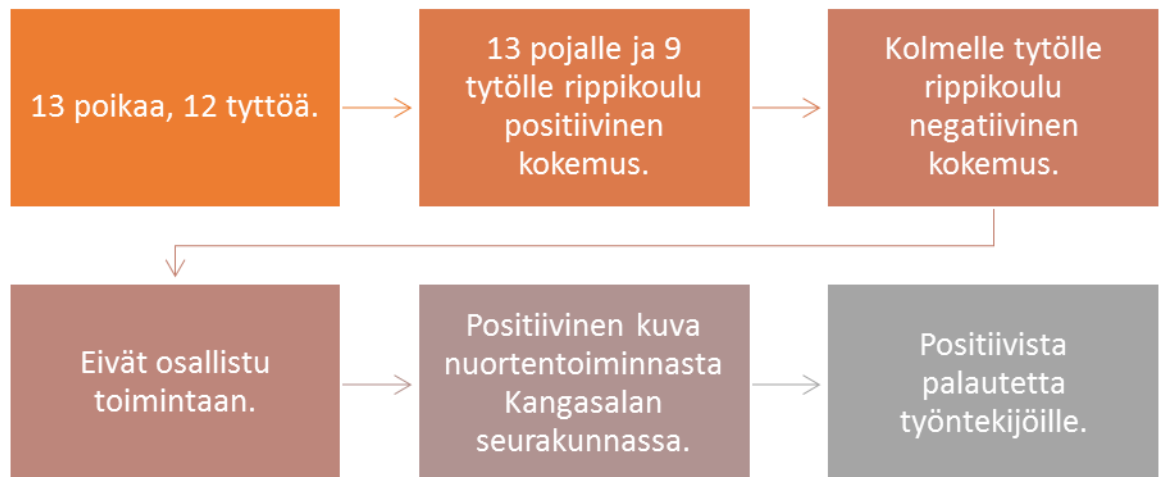 13 poikaa, 12 tyttöä.
13 pojalle ja 9
tytölle rippikoulu
positiivinen
kokemus.
Kolmelle tytölle
rippikoulu
negatiivinen
kokemus.
Eivät osallistu
toimintaan.
Positiivinen kuva
nuortentoiminnasta
Kangasalan
seurakunnassa.
Positiivista
palautetta
työntekijöille.